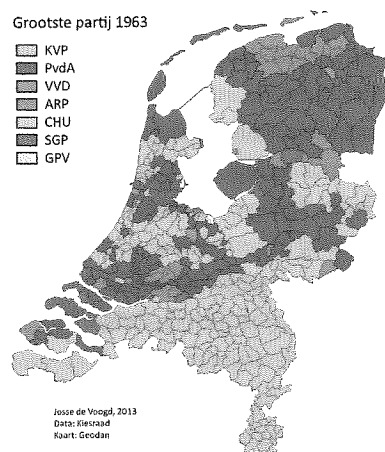 Grootste partij 1963
KVP
PvdA
VVD
ARP
CHU
SGP
GPV
Josse de Voogd, 2013
Data: Kiesraad
Kaart: Geodan